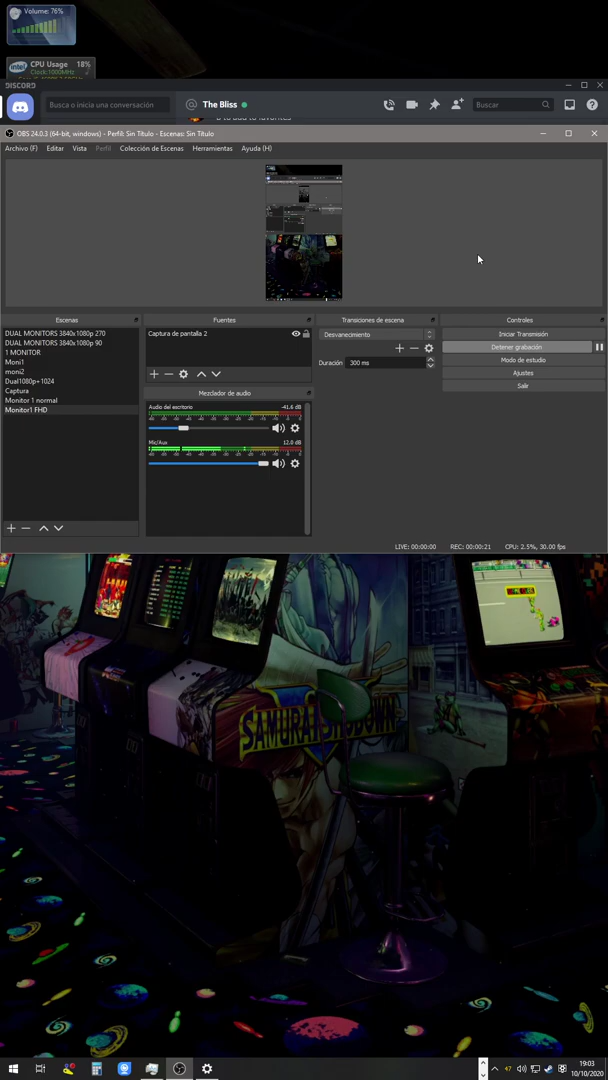 Volume: 76%
intel CPU Usage 18%
Clock:1000MHz
DISCORD
Busca o inicia una conversación
@ The Bliss
Buscar
OBS 24.0.3 (64-bit, windows) - Perfil: Sin Título - Escenas: Sin Título
Archivo (F) Editar Vista Perfil Colección de Escenas Herramientas Ayuda (H)
Escenas
DUAL MONITORS 3840x1080p 270
DUAL MONITORS 3840x1080p 90
1 MONITOR
Moni1
moni2
Dual1080p+1024
Captura
Monitor 1 normal
Monitor1 FHD
Fuentes
Captura de pantalla 2
Mezclador de audio
Audio del escritorio -41.6 dB
Mic/Aux 12.0 dB
Transiciones de escena
Desvanecimiento
Duración 300 ms
Controles
Iniciar Transmisión
Detener grabación
Modo de estudio
Ajustes
Salir
LIVE: 00:00:00 REC: 00:00:21 CPU: 2.5%, 30.00 fps
SAMURAI SHODOWN
47
19:03
10/10/2020